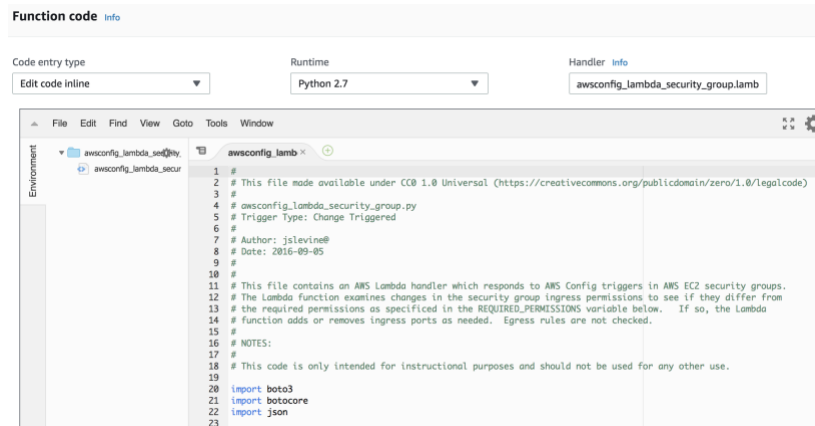 Function code Info
Code entry type
Runtime
Handler Info
Edit code inline
Python 2.7
awsconfig_lambda_security_group.lamb
File Edit Find View Goto Tools Window
Environment
awsconfig_lamb
awsconfig_lambda_secur
1 #
2 # This file made available under CC0 1.0 Universal (https://creativecommons.org/publicdomain/zero/1.0/legalcode)
3 #
4 # awsconfig_lambda_security_group.py
5 # Trigger Type: Change Triggered
6 #
7 # Author: jslevine@
8 # Date: 2016-09-05
9 #
10 #
11 # This file contains an AWS Lambda handler which responds to AWS Config triggers in AWS EC2 security groups.
12 # The Lambda function examines changes in the security group ingress permissions to see if they differ from
13 # the required permissions as specificed in the REQUIRED_PERMISSIONS variable below. If so, the Lambda
14 # function adds or removes ingress ports as needed. Egress rules are not checked.
15 #
16 # NOTES:
17 #
18 # This code is only intended for instructional purposes and should not be used for any other use.
19
20 import boto3
21 import botocore
22 import json
23